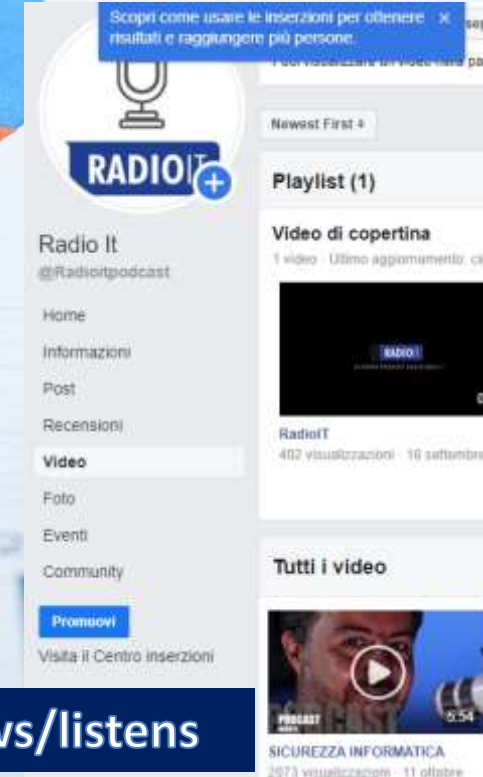 Scopri come usare le inserzioni per ottenere
risultati e raggiungere più persone.
RADIOIT
Radio It
@Radioitpodcast
Home
Informazioni
Post
Recensioni
Video
Foto
Eventi
Community
Promuovi
Visita il Centro inserzioni
ws/listens
Newest First
Playlist (1)
Video di copertina
1 video · Ultimo aggiornamento:
RADIO
RadioIT
402 visualizzazioni · 16 settembre
Tutti i video
PODCAST
5:54
SICUREZZA INFORMATICA
2673 visualizzazioni · 11 ottobre